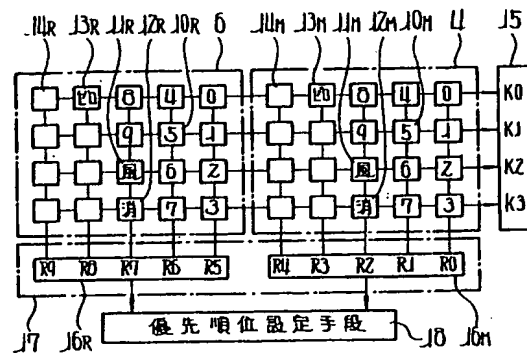 14R 13R 11R 12R 10R 6 14M 13M 11M 12M 10M 4 15
8 4 0 8 4 0 K0
9 5 1 9 5 1 K1
風 6 2 風 6 2 K2
消 7 3 消 7 3 K3
R9 R8 R7 R6 R5 R4 R3 R2 R1 R0
17 16R 優先順位設定手段 18 16M